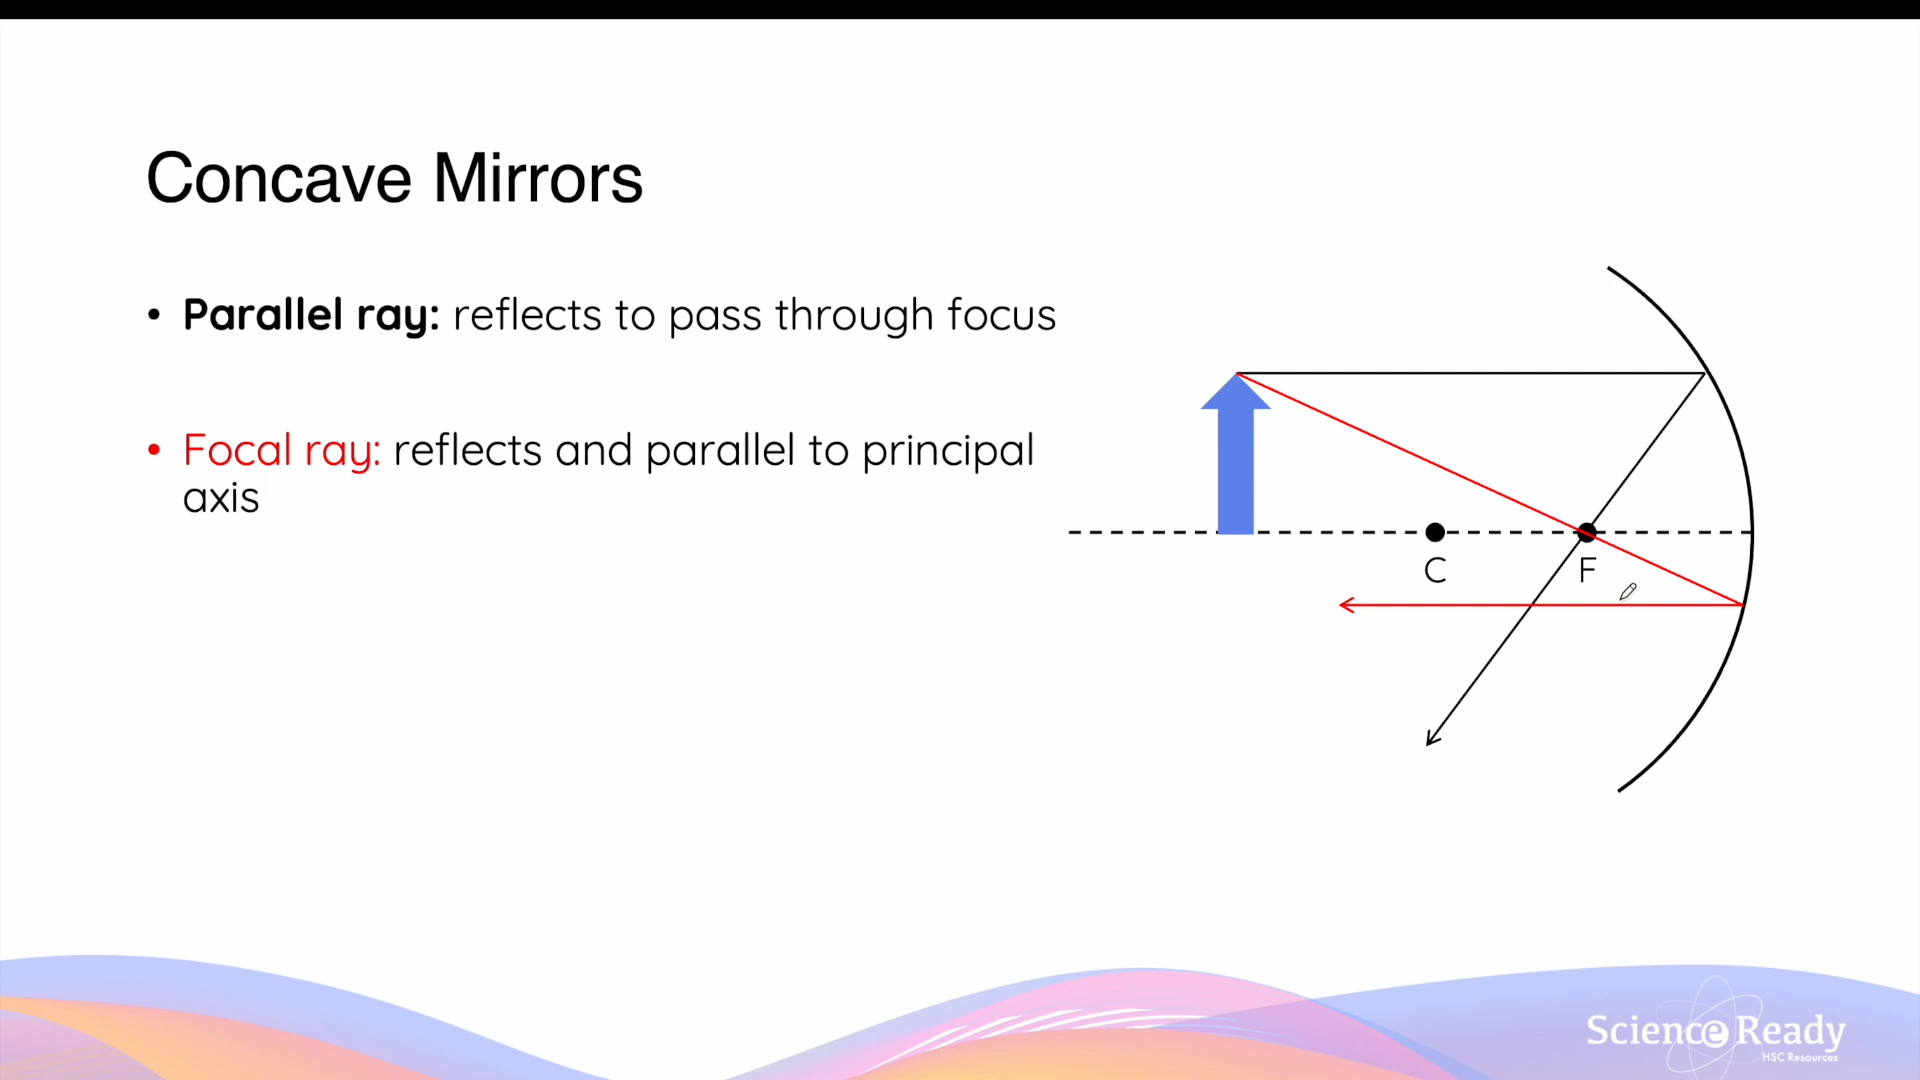 Concave Mirrors
• Parallel ray: reflects to pass through focus
• Focal ray: reflects and parallel to principal
axis
C
F
Science Ready
HSC Resources